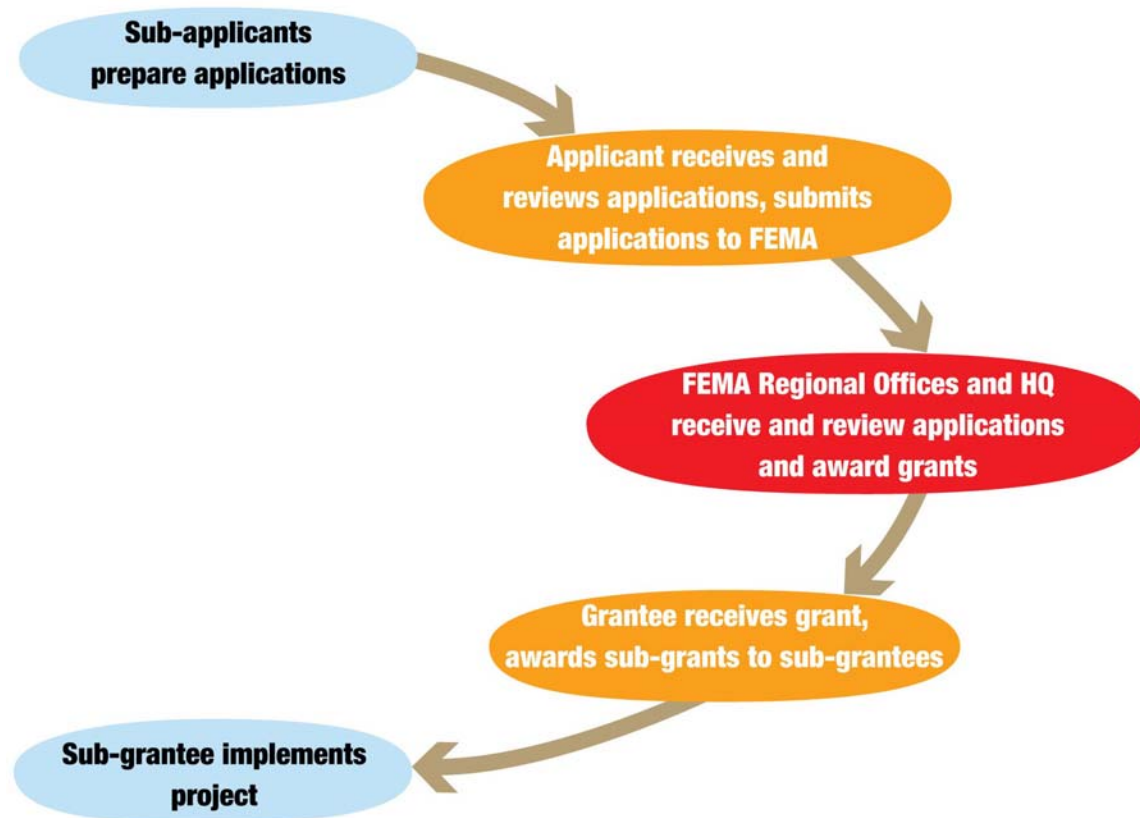 Sub-applicants
prepare applications
Applicant receives and
reviews applications, submits
applications to FEMA
FEMA Regional Offices and HQ
receive and review applications
and award grants
Grantee receives grant,
awards sub-grants to sub-grantees
Sub-grantee implements
project